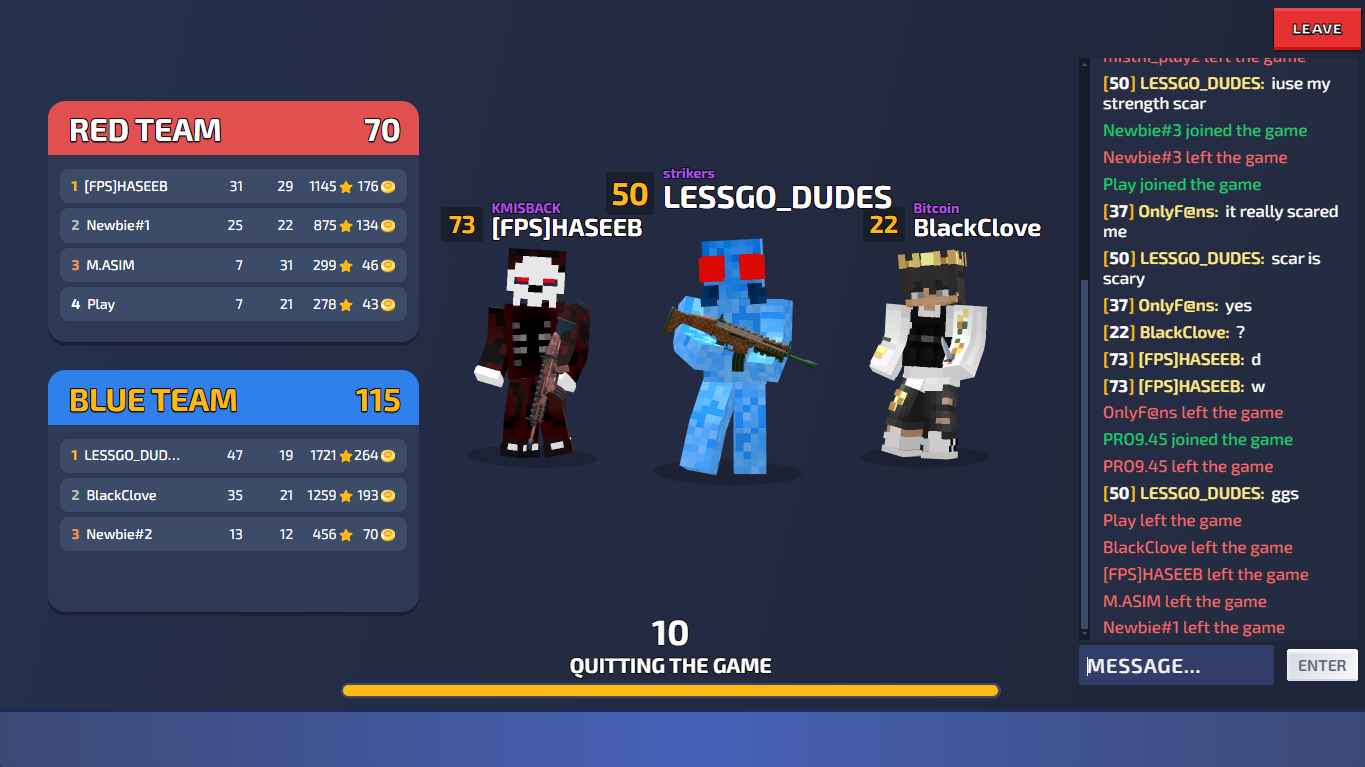 LEAVE
RED TEAM 70
1 [FPS]HASEEB 31 29 1145 176
2 Newbie#1 25 22 875 134
3 M.ASIM 7 31 299 46
4 Play 7 21 278 43
BLUE TEAM 115
1 LESSGO_DUD... 47 19 1721 264
2 BlackClove 35 21 1259 193
3 Newbie#2 13 12 456 70
KMISBACK
73 [FPS]HASEEB
strikers
50 LESSGO_DUDES
Bitcoin
22 BlackClove
10
QUITTING THE GAME
left the game
[50] LESSGO_DUDES: iuse my
strength scar
Newbie#3 joined the game
Newbie#3 left the game
Play joined the game
[37] OnlyF@ns: it really scared
me
[50] LESSGO_DUDES: scar is
scary
[37] OnlyF@ns: yes
[22] BlackClove: ?
[73] [FPS]HASEEB: d
[73] [FPS]HASEEB: w
OnlyF@ns left the game
PRO9.45 joined the game
PRO9.45 left the game
[50] LESSGO_DUDES: ggs
Play left the game
BlackClove left the game
[FPS]HASEEB left the game
M.ASIM left the game
Newbie#1 left the game
MESSAGE...
ENTER